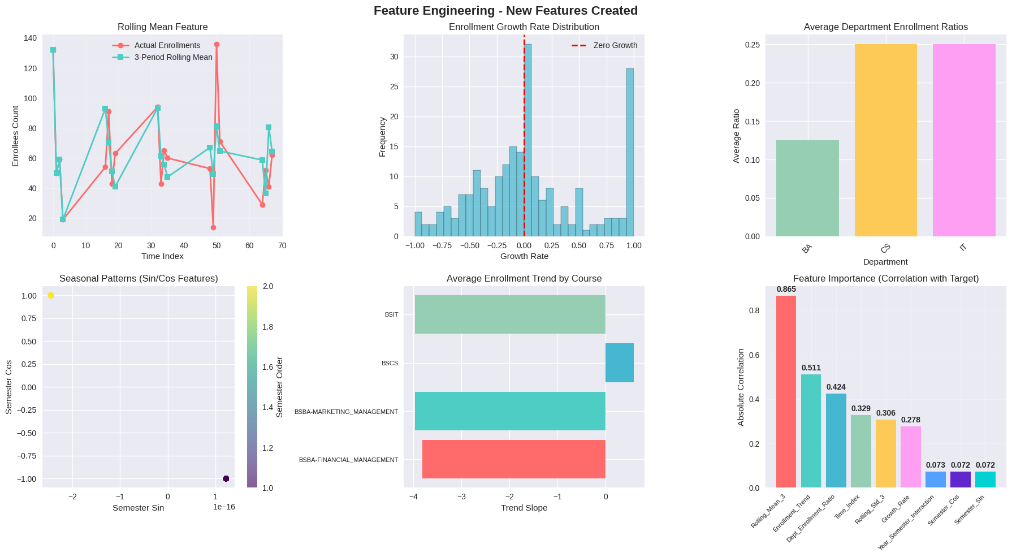 Feature Engineering - New Features Created
Rolling Mean Feature
Actual Enrollments
3-Period Rolling Mean
140
120
100
80
60
40
20
0
10
20
30
40
50
60
70
Enrollees Count
Time Index
Enrollment Growth Rate Distribution
Zero Growth
30
25
20
15
10
5
0
−1.00
−0.75
−0.50
−0.25
0.00
0.25
0.50
0.75
1.00
Frequency
Growth Rate
Average Department Enrollment Ratios
0.25
0.20
0.15
0.10
0.05
0.00
BA
CS
IT
Average Ratio
Department
Seasonal Patterns (Sin/Cos Features)
1.00
0.75
0.50
0.25
0.00
−0.25
−0.50
−0.75
−1.00
−2
−1
0
1
1e−16
Semester Cos
Semester Sin
2.0
1.8
1.6
1.4
1.2
1.0
Semester Order
Average Enrollment Trend by Course
BSIT
BSCS
BSBA-MARKETING_MANAGEMENT
BSBA-FINANCIAL_MANAGEMENT
−4
−3
−2
−1
0
Trend Slope
Feature Importance (Correlation with Target)
0.865
0.511
0.424
0.329
0.306
0.278
0.073
0.072
0.072
0.8
0.6
0.4
0.2
0.0
Absolute Correlation
Rolling_Mean_3
Enrollment_Trend
Dept_Enrollment_Ratio
Time_Index
Rolling_Std_3
Growth_Rate
Year_Semester_Interaction
Semester_Cos
Semester_Sin